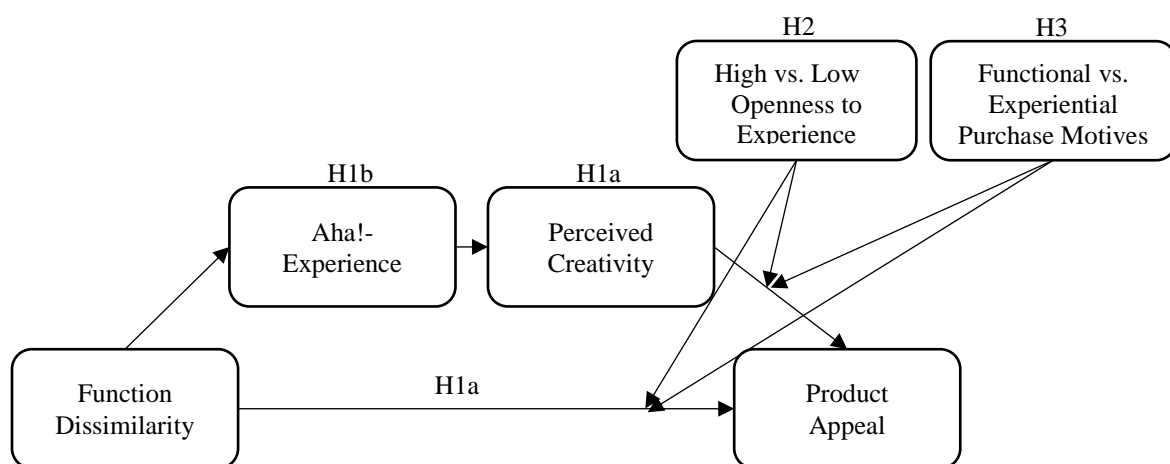 H2
High vs. Low
Openness to
Experience
H3
Functional vs.
Experiential
Purchase Motives
H1b
Aha!-
Experience
H1a
Perceived
Creativity
Function
Dissimilarity
H1a
Product
Appeal